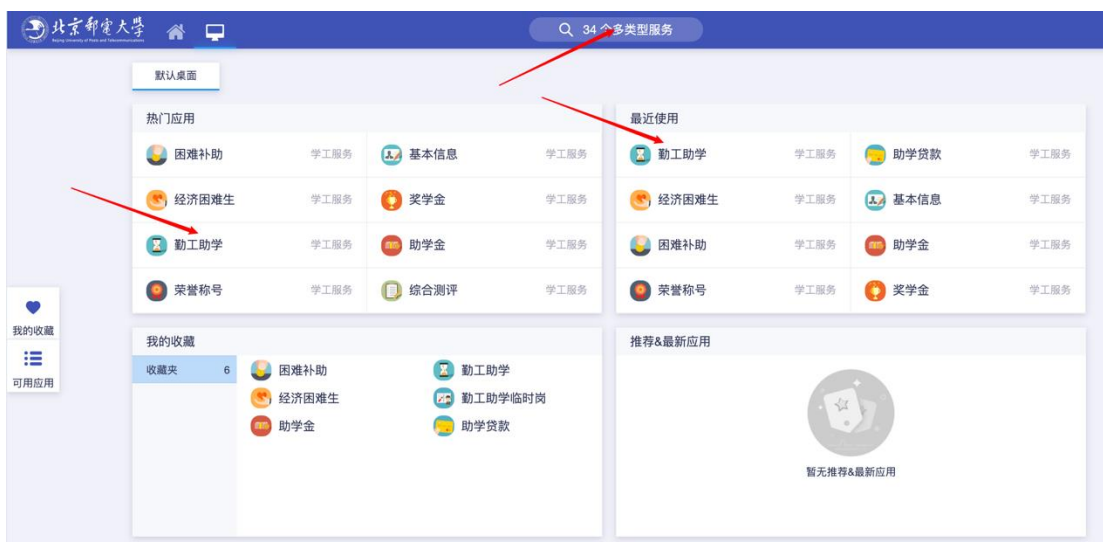 北京邮电大学
Beijing University of Posts and Telecommunications
34 个多类型服务
默认桌面
热门应用
困难补助 学工服务 基本信息 学工服务
经济困难生 学工服务 奖学金 学工服务
勤工助学 学工服务 助学金 学工服务
荣誉称号 学工服务 综合测评 学工服务
最近使用
勤工助学 学工服务 助学贷款 学工服务
经济困难生 学工服务 基本信息 学工服务
困难补助 学工服务 助学金 学工服务
荣誉称号 学工服务 奖学金 学工服务
我的收藏
可用应用
我的收藏
收藏夹 6
困难补助 勤工助学
经济困难生 勤工助学临时岗
助学金 助学贷款
推荐&最新应用
暂无推荐&最新应用